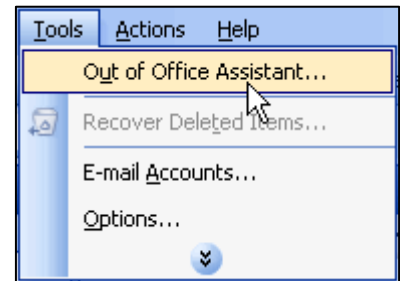 Tools Actions Help
Out of Office Assistant...
Recover Deleted Items...
E-mail Accounts...
Options...